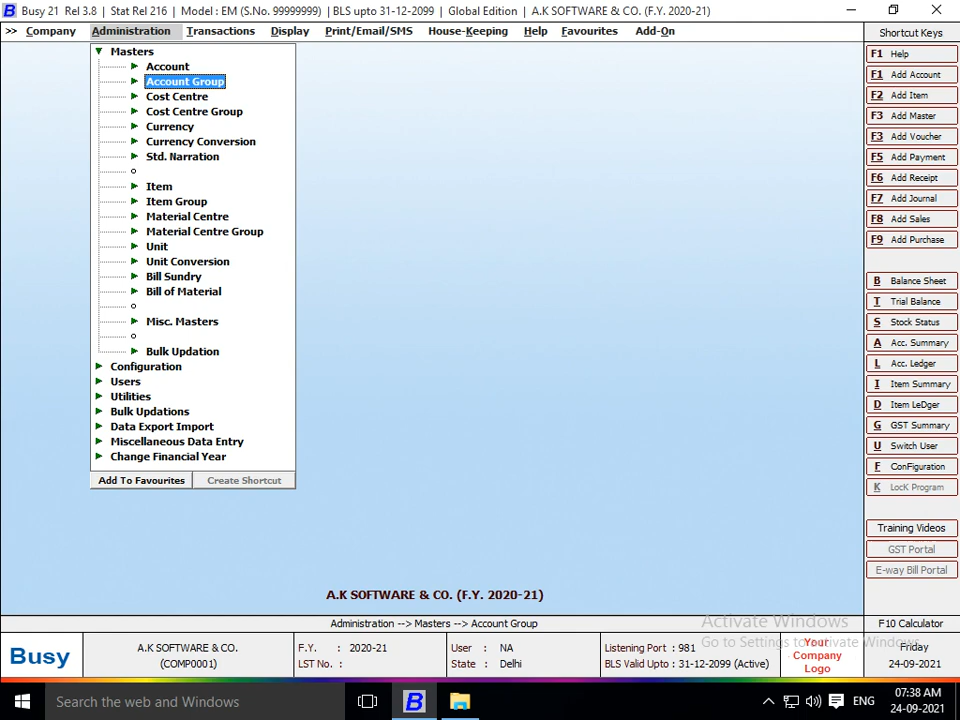 Busy 21 Rel 3.8 | Stat Rel 216 | Model : EM (S.No. 99999999) | BLS upto 31-12-2099 | Global Edition | A.K SOFTWARE & CO. (F.Y. 2020-21)
>> Company Administration Transactions Display Print/Email/SMS House-Keeping Help Favourites Add-On
Masters
Account
Account Group
Cost Centre
Cost Centre Group
Currency
Currency Conversion
Std. Narration
Item
Item Group
Material Centre
Material Centre Group
Unit
Unit Conversion
Bill Sundry
Bill of Material
Misc. Masters
Bulk Updation
Configuration
Users
Utilities
Bulk Updations
Data Export Import
Miscellaneous Data Entry
Change Financial Year
Add To Favourites Create Shortcut
Shortcut Keys
F1 Help
F1 Add Account
F2 Add Item
F3 Add Master
F3 Add Voucher
F5 Add Payment
F6 Add Receipt
F7 Add Journal
F8 Add Sales
F9 Add Purchase
B Balance Sheet
T Trial Balance
S Stock Status
A Acc. Summary
L Acc. Ledger
I Item Summary
D Item LeDger
G GST Summary
U Switch User
F ConFiguration
K LocK Program
Training Videos
GST Portal
E-way Bill Portal
A.K SOFTWARE & CO. (F.Y. 2020-21)
Administration --> Masters --> Account Group
F10 Calculator
Activate Windows
Go to Settings to activate Windows.
Busy
A.K SOFTWARE & CO.
(COMP0001)
F.Y. : 2020-21
LST No. :
User : NA
State : Delhi
Listening Port : 981
BLS Valid Upto : 31-12-2099 (Active)
Your
Company
Logo
Friday
24-09-2021
Search the web and Windows
B
ENG
07:38 AM
24-09-2021